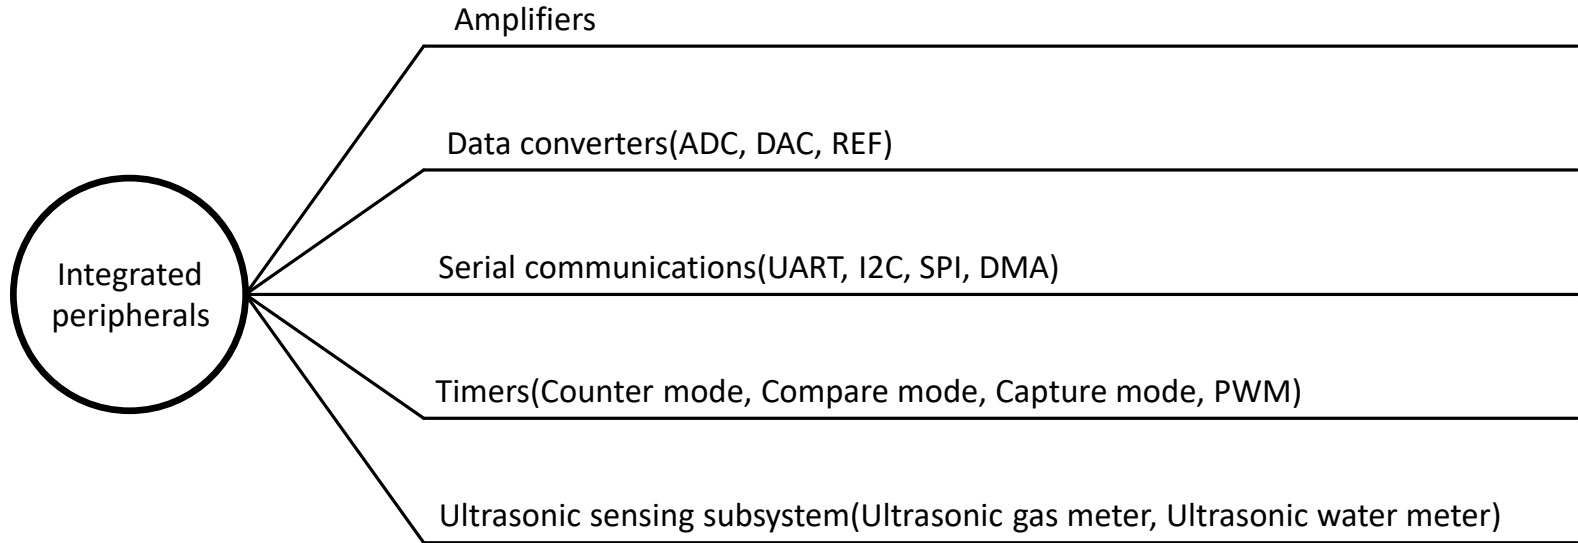 Amplifiers
Data converters(ADC, DAC, REF)
Integrated
peripherals
Serial communications(UART, I2C, SPI, DMA)
Timers(Counter mode, Compare mode, Capture mode, PWM)
Ultrasonic sensing subsystem(Ultrasonic gas meter, Ultrasonic water meter)